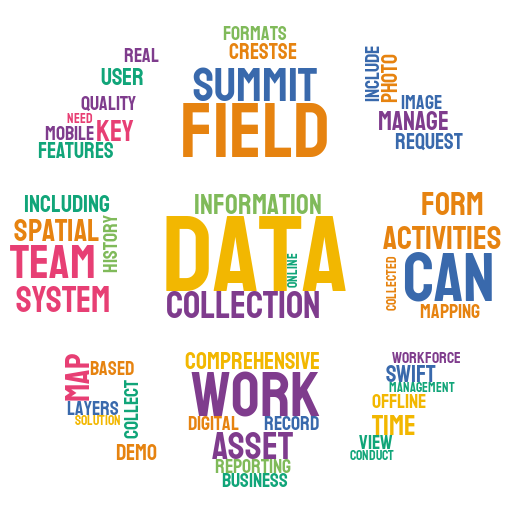 FORMATS
REAL
CRESTSE
USER
SUMMIT
INCLUDE
PHOTO
QUALITY
IMAGE
FIELD
NEED
MOBILE
KEY
MANAGE
FEATURES
REQUEST
INCLUDING
INFORMATION
FORM
SPATIAL
HISTORY
DATA
ACTIVITIES
TEAM
ONLINE
COLLECTED
CAN
SYSTEM
COLLECTION
MAPPING
MAP
BASED
COMPREHENSIVE
WORKFORCE
SWIFT
COLLECT
WORK
MANAGEMENT
LAYERS
OFFLINE
SOLUTION
DIGITAL
RECORD
TIME
DEMO
ASSET
VIEW
REPORTING
CONDUCT
BUSINESS